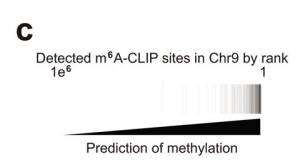 C
Detected m⁶A-CLIP sites in Chr9 by rank
1e⁶ 1
Prediction of methylation